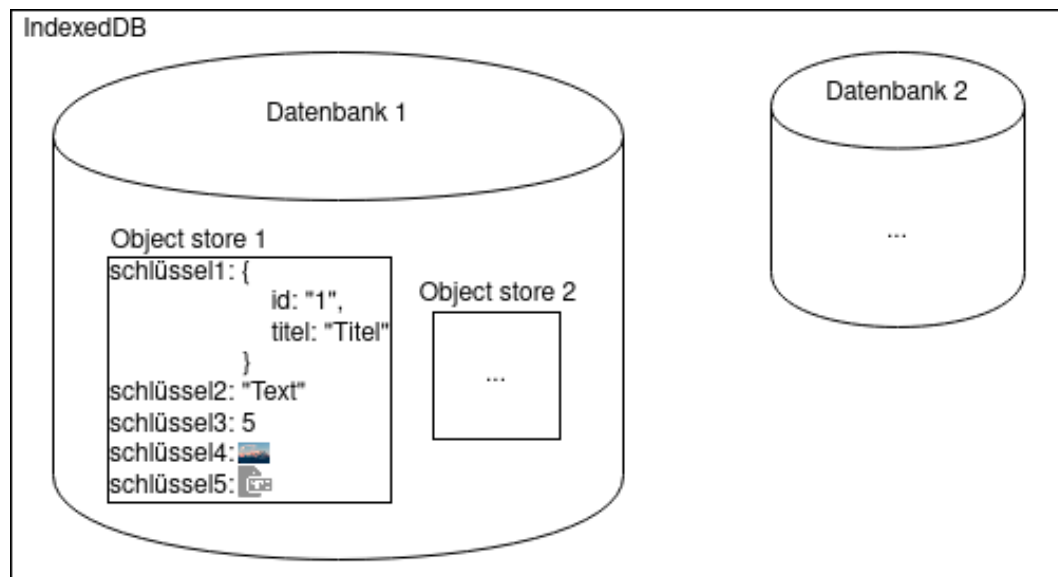 IndexedDB
Datenbank 1
Datenbank 2
...
Object store 1
schlüssel1: {
id: "1",
titel: "Titel"
}
schlüssel2: "Text"
schlüssel3: 5
schlüssel4:
schlüssel5:
Object store 2
...